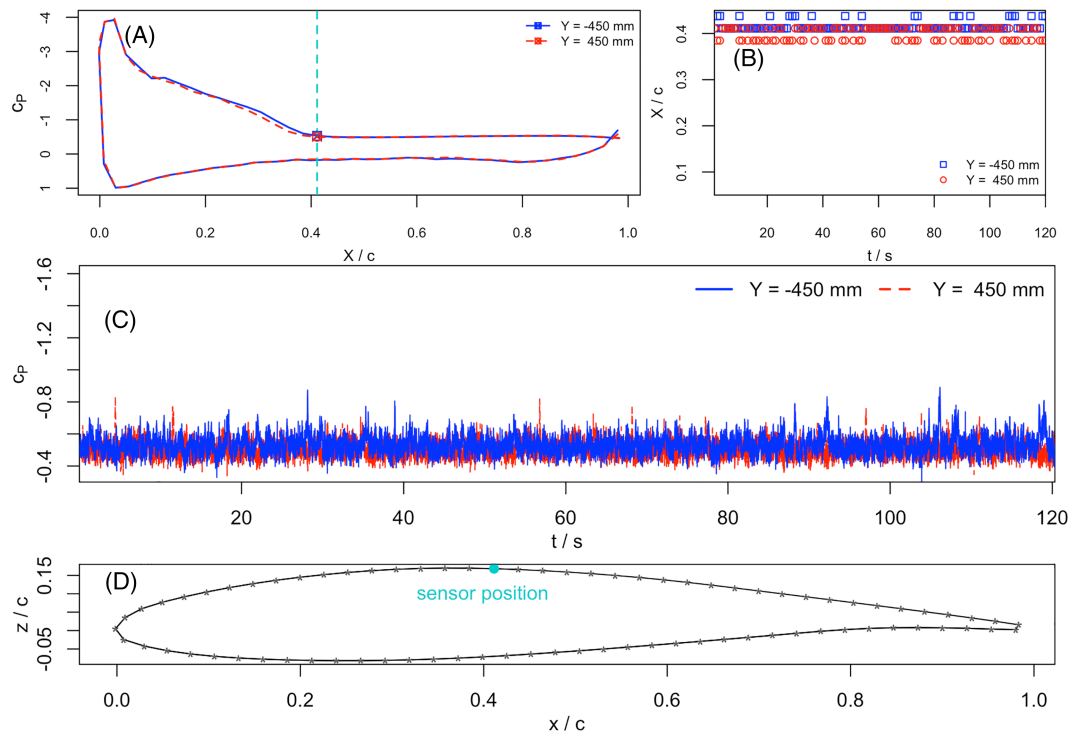 (A)
Y = -450 mm
Y = 450 mm
-4
-3
-2
-1
0
1
cP
0.0 0.2 0.4 0.6 0.8 1.0
X / c
(B)
0.4
0.3
0.2
0.1
X / c
Y = -450 mm
Y = 450 mm
20 40 60 80 100 120
t / s
(C)
Y = -450 mm Y = 450 mm
-1.6
-1.2
-0.8
-0.4
cP
20 40 60 80 100 120
t / s
(D)
0.15
-0.05
z / c
sensor position
0.0 0.2 0.4 0.6 0.8 1.0
x / c